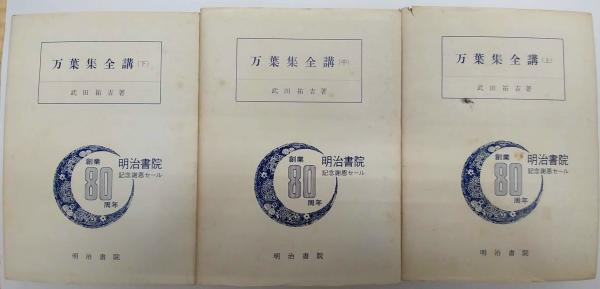 万葉集全講(下)
武田祐吉著
創業
80
周年
明治書院
記念謝恩セール
明治書院
万葉集全講(中)
武田祐吉著
創業
80
周年
明治書院
記念謝恩セール
明治書院
万葉集全講(上)
武田祐吉著
創業
80
周年
明治書院
記念謝恩セール
明治書院